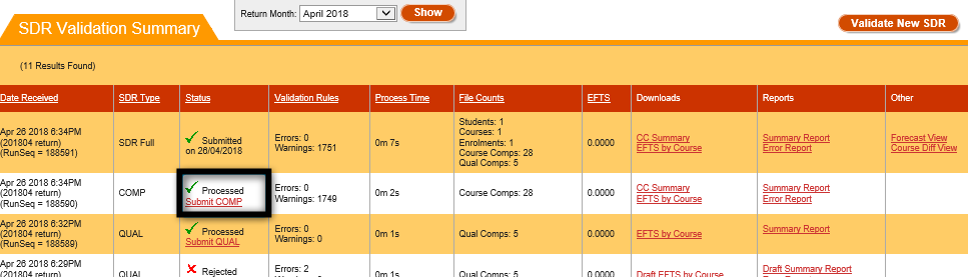 Return Month: April 2018 Show
SDR Validation Summary
Validate New SDR
(11 Results Found)
Date Received SDR Type Status Validation Rules Process Time File Counts EFTS Downloads Reports Other
Apr 26 2018 6:34PM
(201804 return)
(RunSeq = 188591)
SDR Full
Submitted
on 26/04/2018
Errors: 0
Warnings: 1751
0m 7s
Students: 1
Courses: 1
Enrolments: 1
Course Comps: 28
Qual Comps: 5
0.0000
CC Summary
EFTS by Course
Summary Report
Error Report
Forecast View
Course Diff View
Apr 26 2018 6:34PM
(201804 return)
(RunSeq = 188590)
COMP
Processed
Submit COMP
Errors: 0
Warnings: 1749
0m 2s
Course Comps: 28
0.0000
CC Summary
EFTS by Course
Summary Report
Error Report
Apr 26 2018 6:32PM
(201804 return)
(RunSeq = 188589)
QUAL
Processed
Submit QUAL
Errors: 0
Warnings: 0
0m 1s
Qual Comps: 5
0.0000
EFTS by Course
Summary Report
Apr 26 2018 6:29PM
(201804 return)
QUAL
Rejected
Errors: 2
0m 1s
Qual Comps: 5
0.0000
Draft EFTS by Course
Draft Summary Report